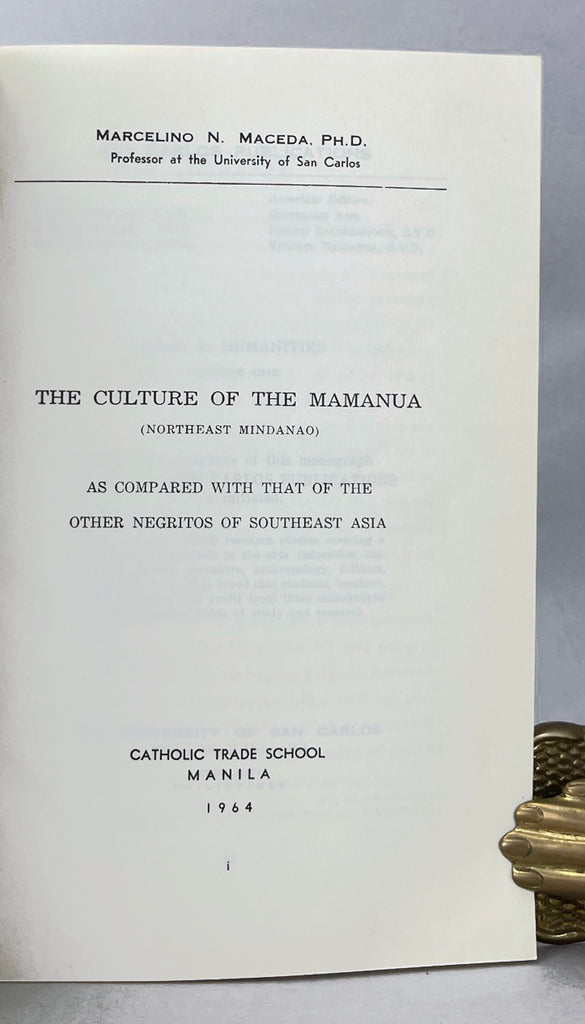 MARCELINO N. MACEDA, PH.D.
Professor at the University of San Carlos
THE CULTURE OF THE MAMANUA
(NORTHEAST MINDANAO)
AS COMPARED WITH THAT OF THE
OTHER NEGRITOS OF SOUTHEAST ASIA
CATHOLIC TRADE SCHOOL
MANILA
1964
i